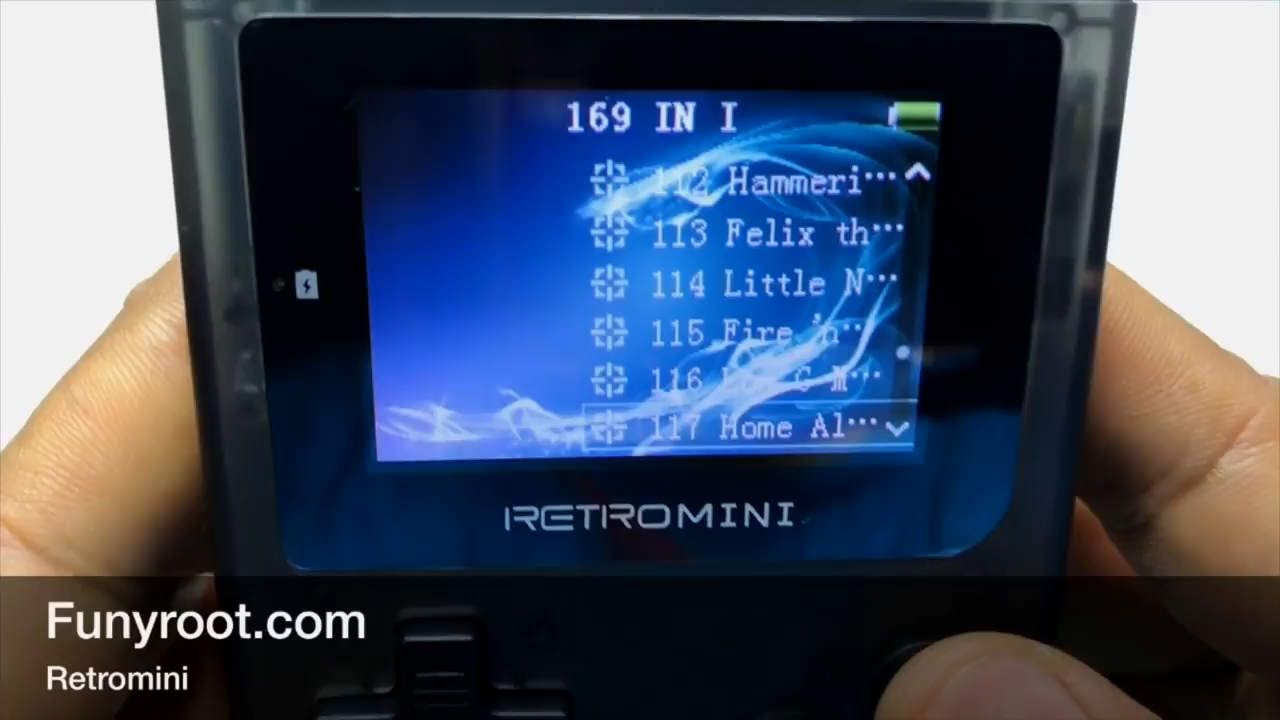 169 IN I
112 Hammeri···
113 Felix th···
114 Little N···
115 Fire 'n···
116 G M···
117 Home Al···
RETROMINI
Funyroot.com
Retromini